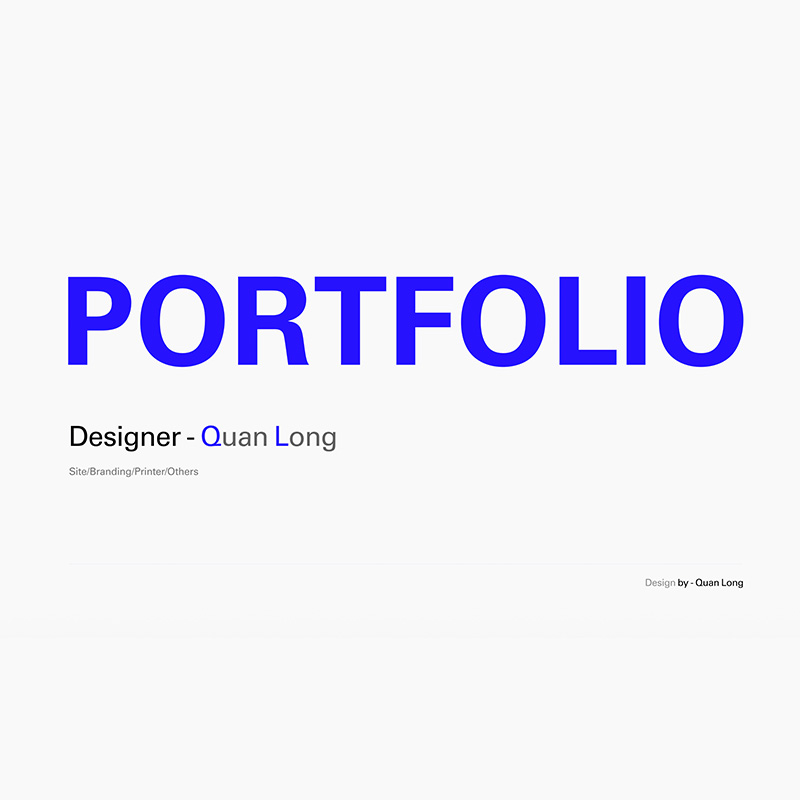 PORTFOLIO
Designer - Quan Long
Site/Branding/Printer/Others
Design by - Quan Long